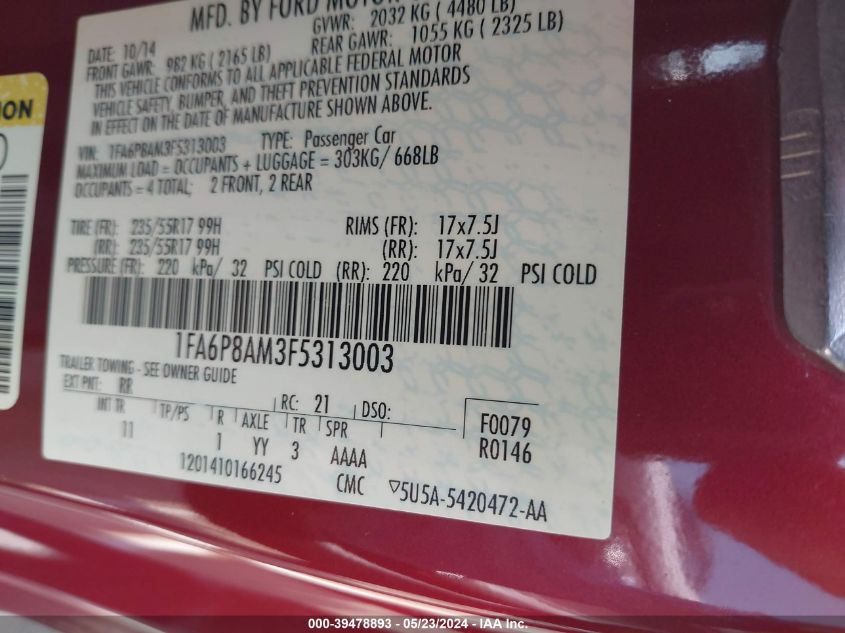 MFD. BY FORD MOTOR
GVWR: 2032 KG ( 4480 LB)
DATE: 10/14
REAR GAWR: 1055 KG ( 2325 LB)
FRONT GAWR: 982 KG ( 2165 LB)
THIS VEHICLE CONFORMS TO ALL APPLICABLE FEDERAL MOTOR
VEHICLE SAFETY, BUMPER, AND THEFT PREVENTION STANDARDS
IN EFFECT ON THE DATE OF MANUFACTURE SHOWN ABOVE.
VIN: 1FA6P8AM3F5313003 TYPE: Passenger Car
MAXIMUM LOAD = OCCUPANTS + LUGGAGE = 303KG/ 668LB
OCCUPANTS = 4 TOTAL; 2 FRONT, 2 REAR
TIRE (FR): 235/55R17 99H RIMS (FR): 17x7.5J
(RR): 235/55R17 99H (RR): 17x7.5J
PRESSURE (FR): 220 kPa/ 32 PSI COLD (RR): 220 kPa/ 32 PSI COLD
1FA6P8AM3F5313003
TRAILER TOWING - SEE OWNER GUIDE
EXT PNT: RR RC: 21 DSO:
INT TR TP/PS R AXLE TR SPR F0079
11 1 YY 3 AAAA R0146
1201410166245 CMC ▽5U5A-5420472-AA
000-39478893 - 05/23/2024 - IAA Inc.